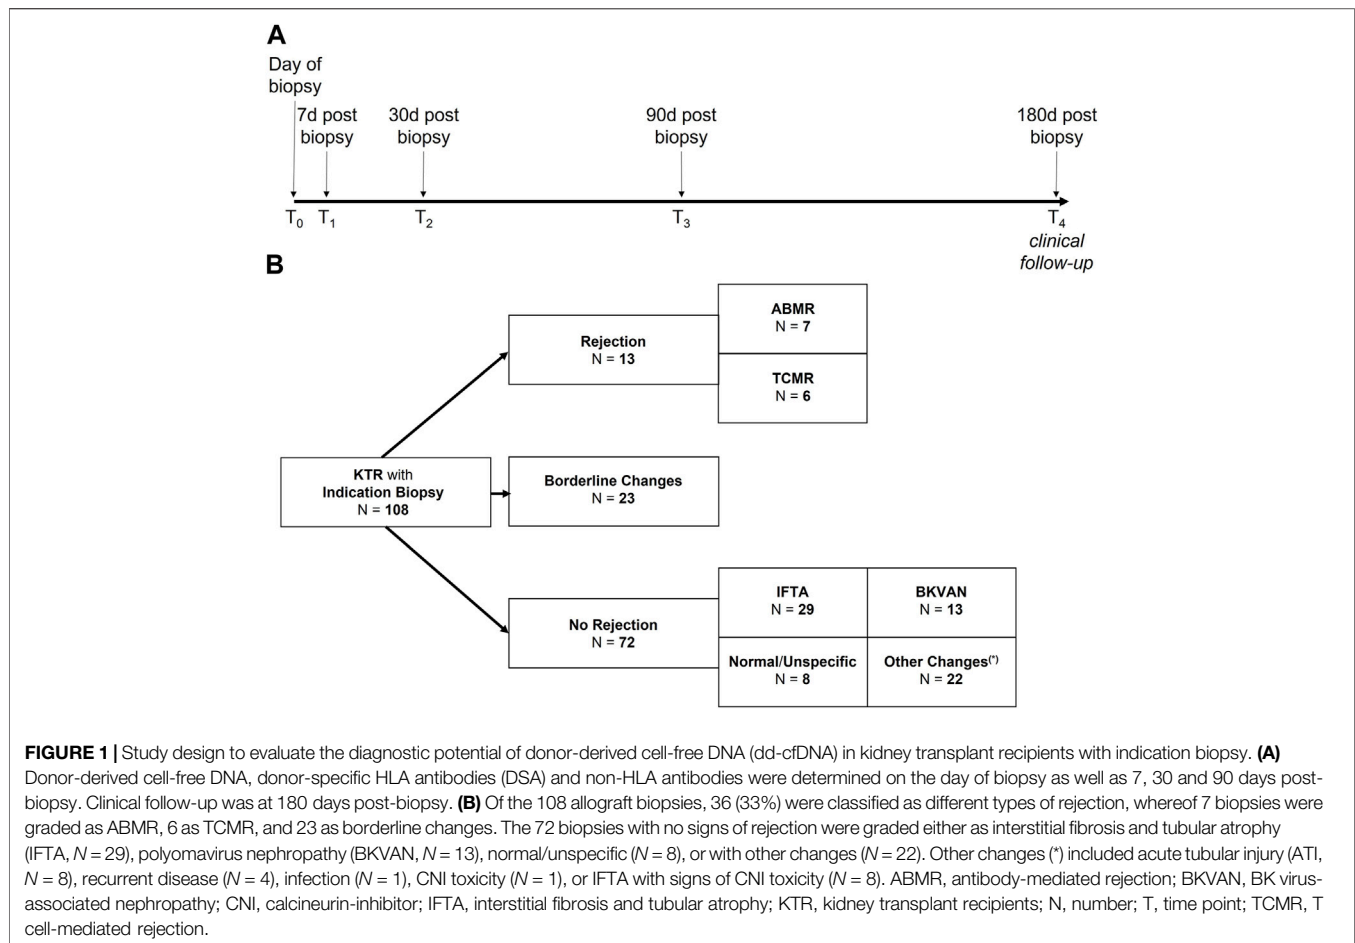 A
Day of
biopsy
7d post
biopsy
30d post
biopsy
90d post
biopsy
180d post
biopsy
T0 T1 T2 T3 T4
clinical
follow-up
B
ABMR
N = 7
Rejection
N = 13
TCMR
N = 6
KTR with
Indication Biopsy
N = 108
Borderline Changes
N = 23
IFTA
N = 29
BKVAN
N = 13
No Rejection
N = 72
Normal/Unspecific
N = 8
Other Changes(*)
N = 22
FIGURE 1 | Study design to evaluate the diagnostic potential of donor-derived cell-free DNA (dd-cfDNA) in kidney transplant recipients with indication biopsy. (A)
Donor-derived cell-free DNA, donor-specific HLA antibodies (DSA) and non-HLA antibodies were determined on the day of biopsy as well as 7, 30 and 90 days post-
biopsy. Clinical follow-up was at 180 days post-biopsy. (B) Of the 108 allograft biopsies, 36 (33%) were classified as different types of rejection, whereof 7 biopsies were
graded as ABMR, 6 as TCMR, and 23 as borderline changes. The 72 biopsies with no signs of rejection were graded either as interstitial fibrosis and tubular atrophy
(IFTA, N = 29), polyomavirus nephropathy (BKVAN, N = 13), normal/unspecific (N = 8), or with other changes (N = 22). Other changes (*) included acute tubular injury (ATI,
N = 8), recurrent disease (N = 4), infection (N = 1), CNI toxicity (N = 1), or IFTA with signs of CNI toxicity (N = 8). ABMR, antibody-mediated rejection; BKVAN, BK virus-
associated nephropathy; CNI, calcineurin-inhibitor; IFTA, interstitial fibrosis and tubular atrophy; KTR, kidney transplant recipients; N, number; T, time point; TCMR, T
cell-mediated rejection.